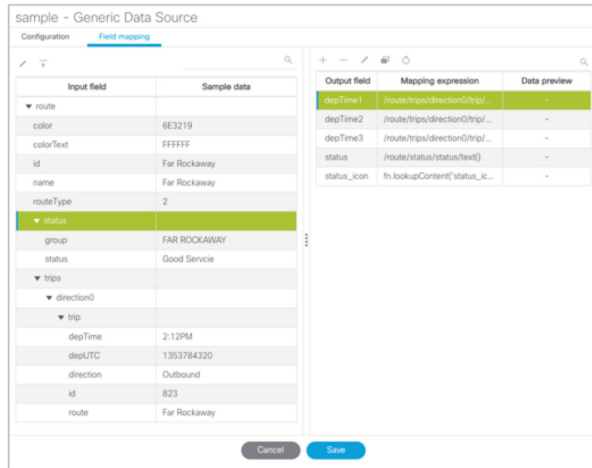 sample - Generic Data Source
Configuration Field mapping
Input field Sample data
route
color 6E3219
colorText FFFFFF
id Far Rockaway
name Far Rockaway
routeType 2
status
group FAR ROCKAWAY
status Good Servcie
trips
direction0
trip
depTime 2:12PM
depUTC 1353784320
direction Outbound
id 823
route Far Rockaway
Output field Mapping expression Data preview
depTime1 /route/trips/direction0/trip/... -
depTime2 /route/trips/direction0/trip/... -
depTime3 /route/trips/direction0/trip/... -
status /route/status/status/text() -
status_icon fn.lookupContent('status_ic... -
Cancel Save